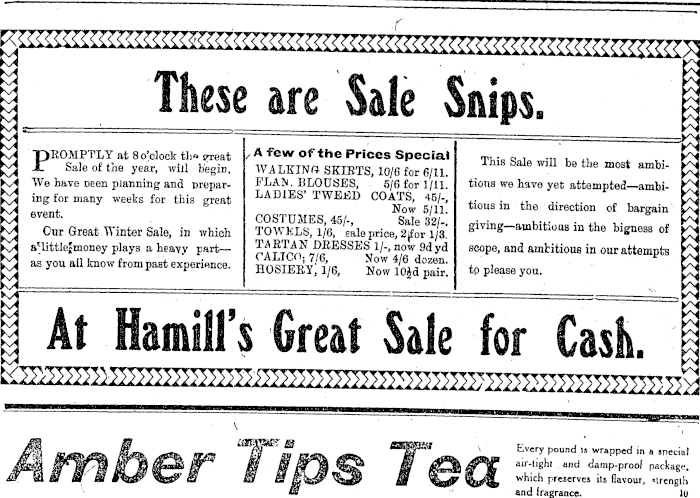 These are Sale Snips.
PROMPTLY at 8 o'clock the great
Sale of the year, will begin.
We have been planning and prepar-
ing for many weeks for this great
event.
Our Great Winter Sale, in which
a little money plays a heavy part—
as you all know from past experience.
A few of the Prices Special
WALKING SKIRTS, 10/6 for 6/11.
FLAN. BLOUSES, 5/6 for 1/11.
LADIES' TWEED COATS, 45/-,
Now 5/11.
COSTUMES, 45/-, Sale 32/-.
TOWELS, 1/6, sale price, 2 for 1/3.
TARTAN DRESSES 1/-, now 9d yd
CALICO; 7/6, Now 4/6 dozen.
HOSIERY, 1/6, Now 10½d pair.
This Sale will be the most ambi-
tious we have yet attempted—ambi-
tious in the direction of bargain
giving—ambitious in the bigness of
scope, and ambitious in our attempts
to please you.
At Hamill's Great Sale for Cash.
Amber Tips Tea
Every pound is wrapped in a special
air-tight and damp-proof package,
which preserves its flavour, strength
and fragrance. 10